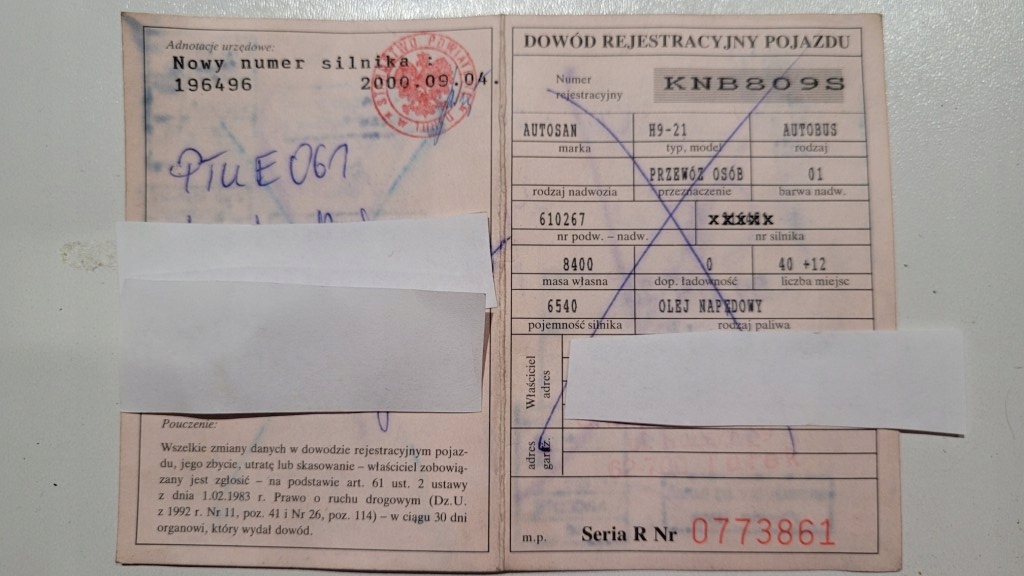 Adnotacje urzędowe:
Nowy numer silnika :
196496 2000.09.04.
PTUE061
Pouczenie:
Wszelkie zmiany danych w dowodzie rejestracyjnym pojaz-
du, jego zbycie, utratę lub skasowanie – właściciel zobowią-
zany jest zgłosić – na podstawie art. 61 ust. 2 ustawy
z dnia 1.02.1983 r. Prawo o ruchu drogowym (Dz.U.
z 1992 r. Nr 11, poz. 41 i Nr 26, poz. 114) – w ciągu 30 dni
organowi, który wydał dowód.
DOWÓD REJESTRACYJNY POJAZDU
Numer
rejestracyjny KNB809S
AUTOSAN H9-21 AUTOBUS
marka typ, model rodzaj
PRZEWÓZ OSÓB 01
rodzaj nadwozia przeznaczenie barwa nadw.
610267
nr podw. – nadw. nr silnika
8400 0 40 +12
masa własna dop. ładowność liczba miejsc
6540 OLEJ NAPĘDOWY
pojemność silnika rodzaj paliwa
Właściciel
adres
adres
garaż.
m.p. Seria R Nr 0773861